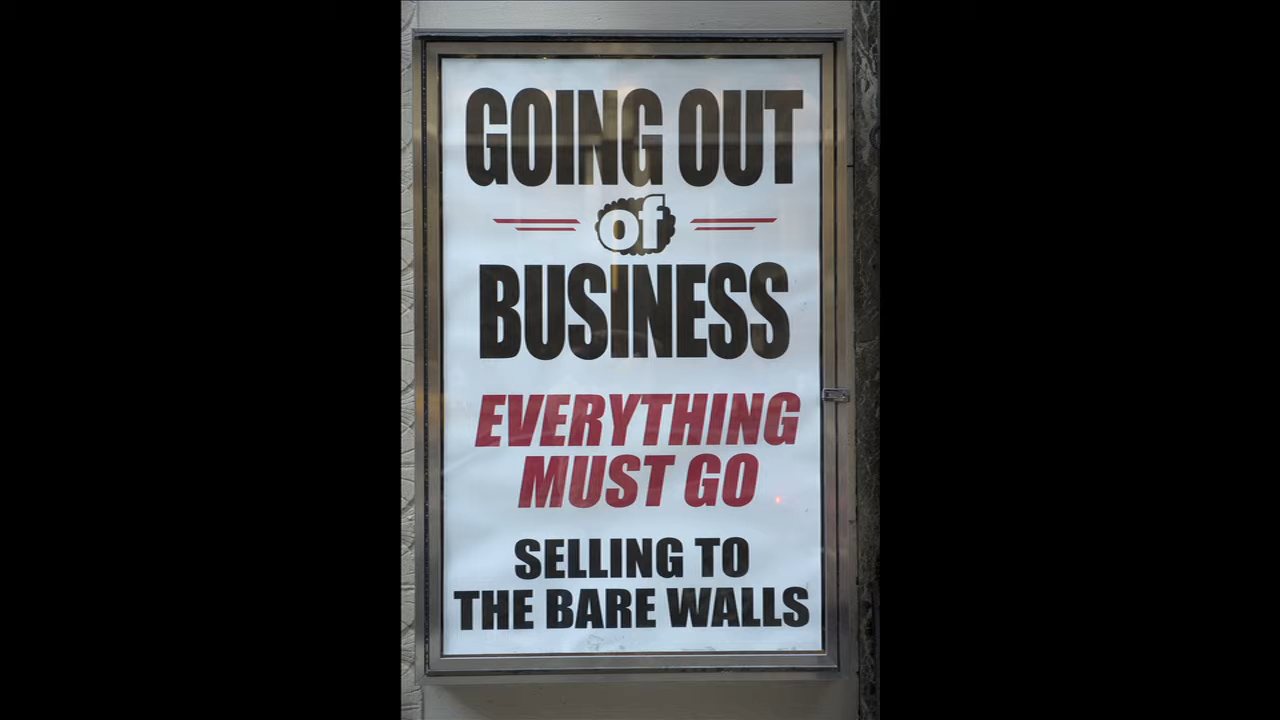 GOING OUT
of
BUSINESS
EVERYTHING
MUST GO
SELLING TO
THE BARE WALLS